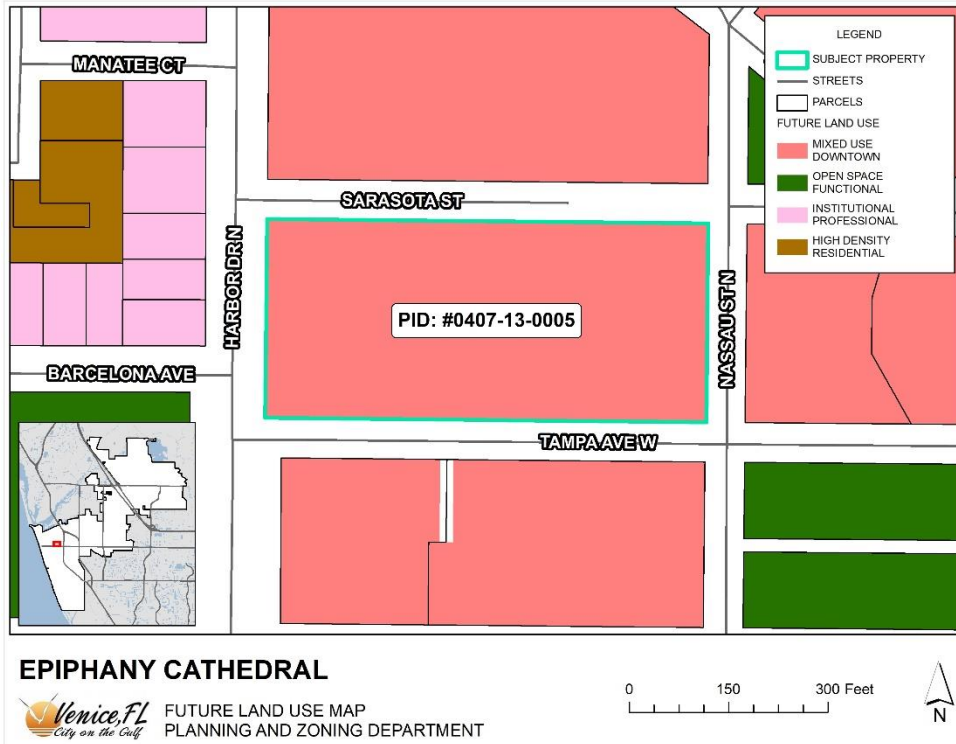 MANATEE CT
SARASOTA ST
HARBOR DR N
PID: #0407-13-0005
NASSAU ST N
BARCELONA AVE
TAMPA AVE W
LEGEND
SUBJECT PROPERTY
STREETS
PARCELS
FUTURE LAND USE
MIXED USE
DOWNTOWN
OPEN SPACE
FUNCTIONAL
INSTITUTIONAL
PROFESSIONAL
HIGH DENSITY
RESIDENTIAL
EPIPHANY CATHEDRAL
Venice, FL
City on the Gulf
FUTURE LAND USE MAP
PLANNING AND ZONING DEPARTMENT
0 150 300 Feet
N